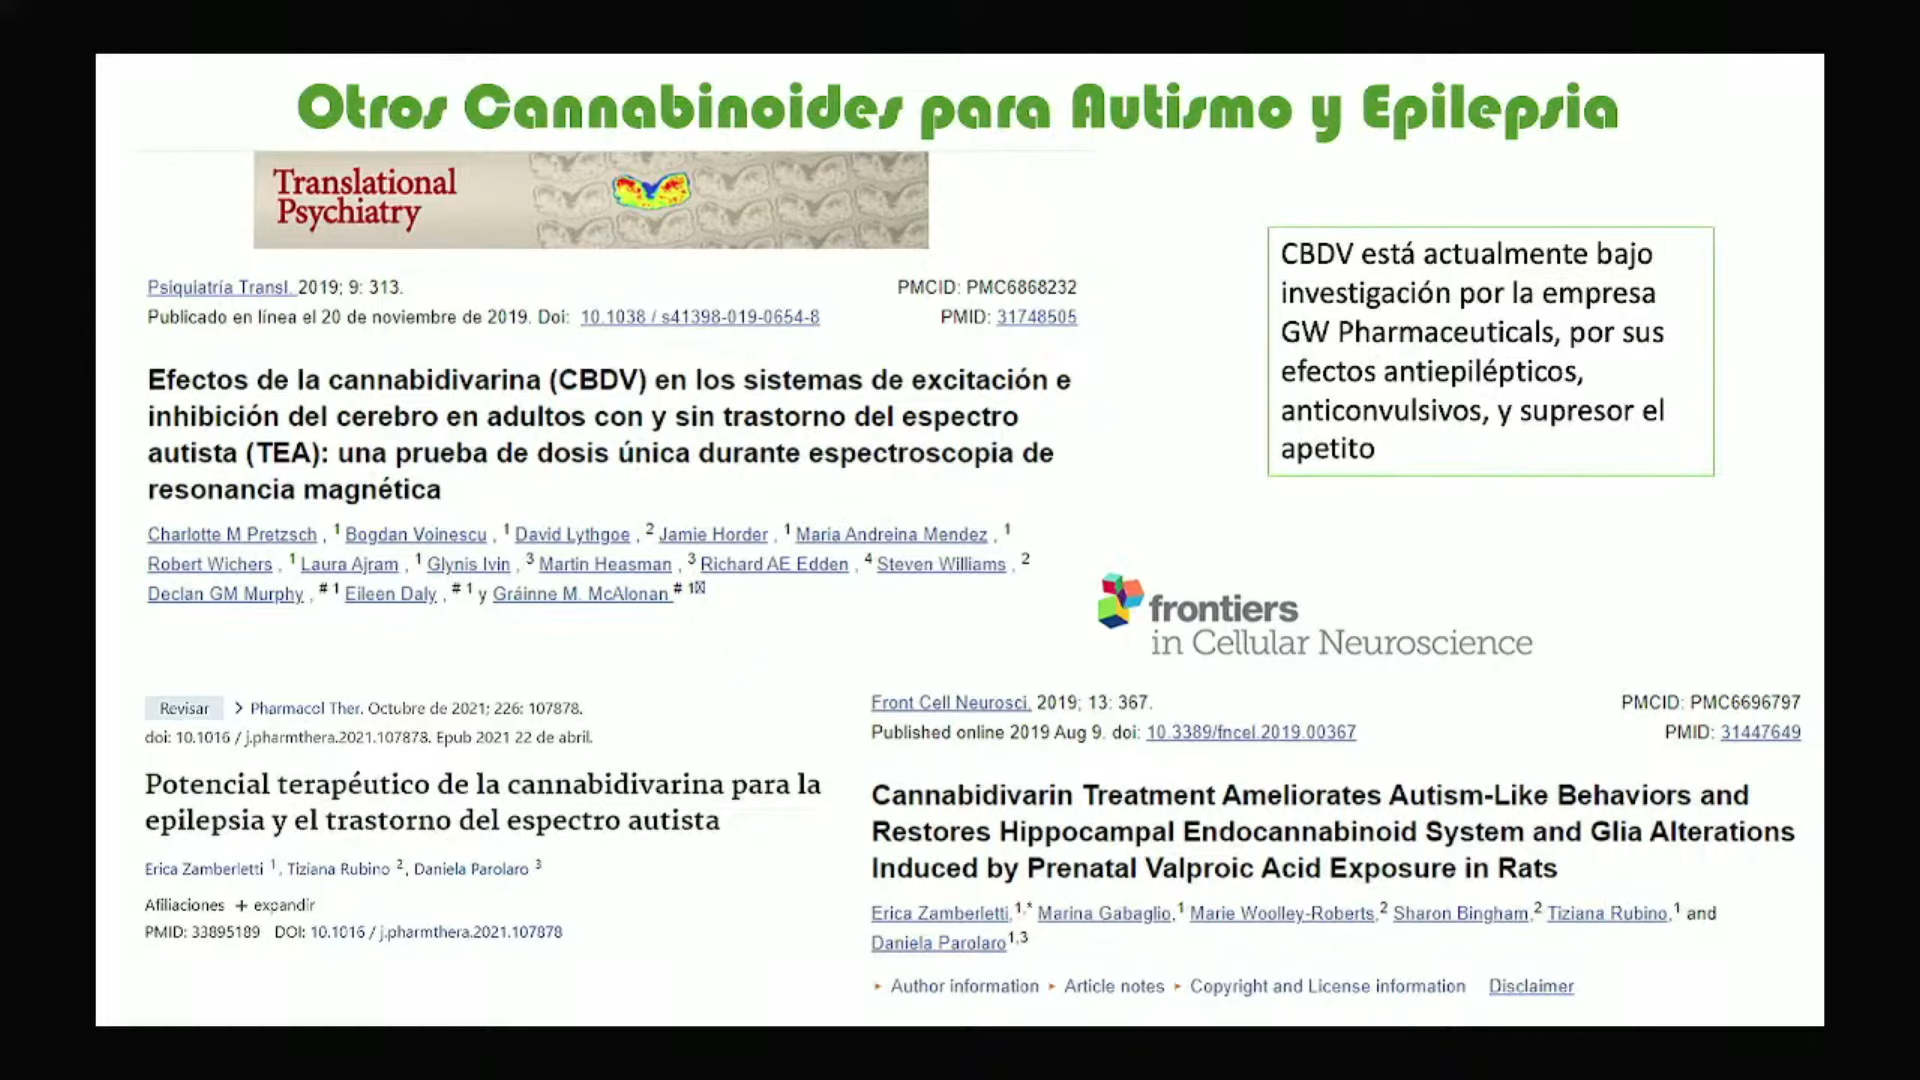 Otros Cannabinoides para Autismo y Epilepsia
Translational
Psychiatry
Psiquiatría Transl. 2019; 9: 313.
PMCID: PMC6868232
Publicado en línea el 20 de noviembre de 2019. Doi: 10.1038 / s41398-019-0654-8
PMID: 31748505
Efectos de la cannabidivarina (CBDV) en los sistemas de excitación e
inhibición del cerebro en adultos con y sin trastorno del espectro
autista (TEA): una prueba de dosis única durante espectroscopia de
resonancia magnética
Charlotte M Pretzsch , 1 Bogdan Voinescu , 1 David Lythgoe , 2 Jamie Horder , 1 Maria Andreina Mendez , 1
Robert Wichers , 1 Laura Ajram , 1 Glynis Ivin , 3 Martin Heasman , 3 Richard AE Edden , 4 Steven Williams , 2
Declan GM Murphy , # 1 Eileen Daly , # 1 y Gráinne M. McAlonan # 1
CBDV está actualmente bajo
investigación por la empresa
GW Pharmaceuticals, por sus
efectos antiepilépticos,
anticonvulsivos, y supresor el
apetito
frontiers
in Cellular Neuroscience
Revisar > Pharmacol Ther. Octubre de 2021; 226: 107878.
doi: 10.1016 / j.pharmthera.2021.107878. Epub 2021 22 de abril.
Potencial terapéutico de la cannabidivarina para la
epilepsia y el trastorno del espectro autista
Erica Zamberletti 1 , Tiziana Rubino 2 , Daniela Parolaro 3
Afiliaciones + expandir
PMID: 33895189 DOI: 10.1016 / j.pharmthera.2021.107878
Front Cell Neurosci. 2019; 13: 367.
PMCID: PMC6696797
Published online 2019 Aug 9. doi: 10.3389/fncel.2019.00367
PMID: 31447649
Cannabidivarin Treatment Ameliorates Autism-Like Behaviors and
Restores Hippocampal Endocannabinoid System and Glia Alterations
Induced by Prenatal Valproic Acid Exposure in Rats
Erica Zamberletti,1,* Marina Gabaglio,1 Marie Woolley-Roberts,2 Sharon Bingham,2 Tiziana Rubino,1 and
Daniela Parolaro1,3
▸ Author information ▸ Article notes ▸ Copyright and License information Disclaimer